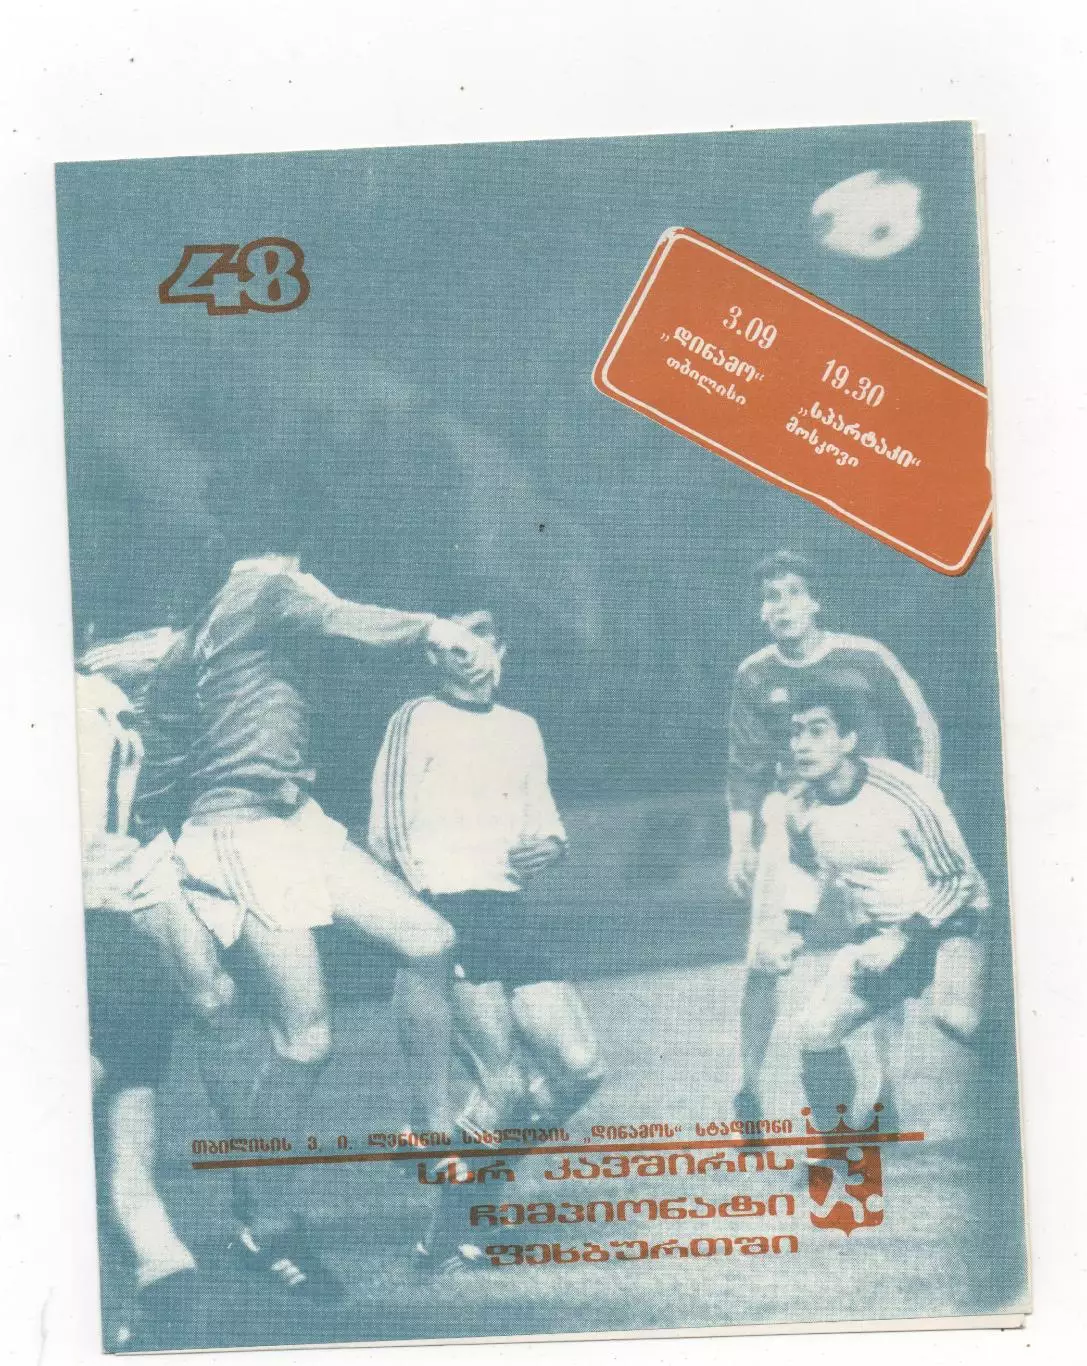 48
3.09
„დინამო“
თბილისი
19.30
„სპარტაკი“
მოსკოვი
თბილისის ვ. ი. ლენინის სახელობის „დინამოს“ სტადიონი
სსრ კავშირის
ჩემპიონატი
ფეხბურთში